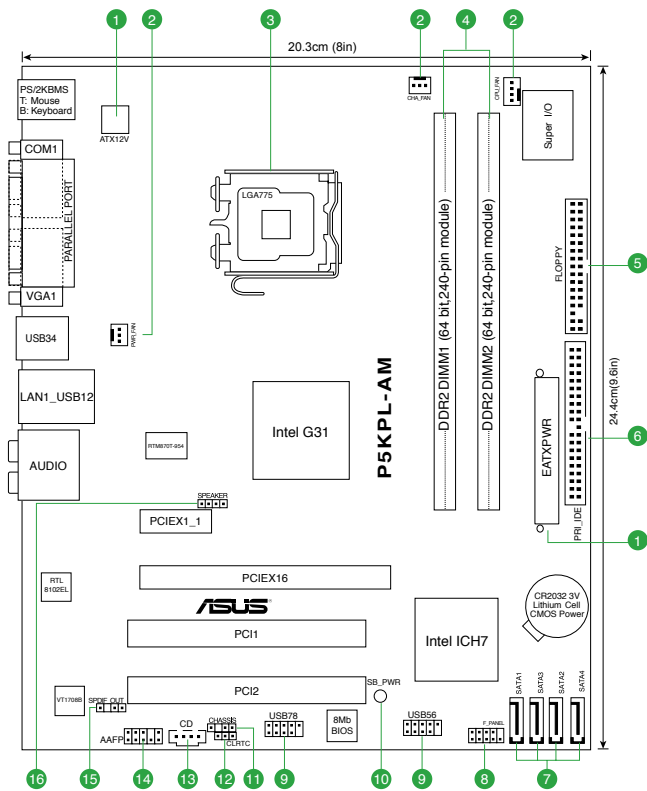 1
2
3
4
2
2
20.3cm (8in)
PS/2KBMS
T: Mouse
B: Keyboard
ATX12V
CHA_FAN
CPU_FAN
Super I/O
COM1
PARALLEL PORT
VGA1
LGA775
DDR2 DIMM1 (64 bit,240-pin module)
DDR2 DIMM2 (64 bit,240-pin module)
FLOPPY
5
24.4cm(9.6in)
USB34
PWR_FAN
LAN1_USB12
Intel G31
P5KPL-AM
EATXPWR
PRI_IDE
6
AUDIO
RTM870T-954
SPEAKER
PCIEX1_1
1
RTL
8102EL
PCIEX16
ASUS
CR2032 3V
Lithium Cell
CMOS Power
PCI1
Intel ICH7
VT1708B
SPDIF_OUT
PCI2
SB_PWR
SATA1
SATA3
SATA2
SATA4
AAFP
CD
CHASSIS
CLRTC
USB78
8Mb
BIOS
USB56
F_PANEL
16
15
14
13
12
11
9
10
9
8
7